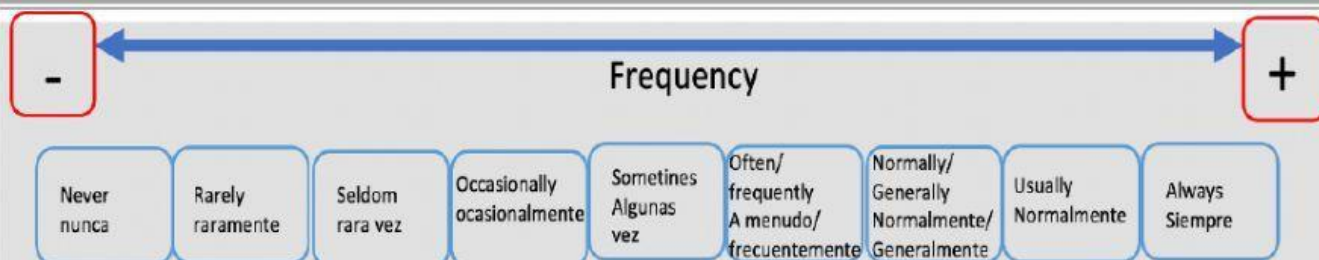 -
Frequency
+
Never
nunca
Rarely
raramente
Seldom
rara vez
Occasionally
ocasionalmente
Sometines
Algunas
vez
Often/
frequently
A menudo/
frecuentemente
Normally/
Generally
Normalmente/
Generalmente
Usually
Normalmente
Always
Siempre